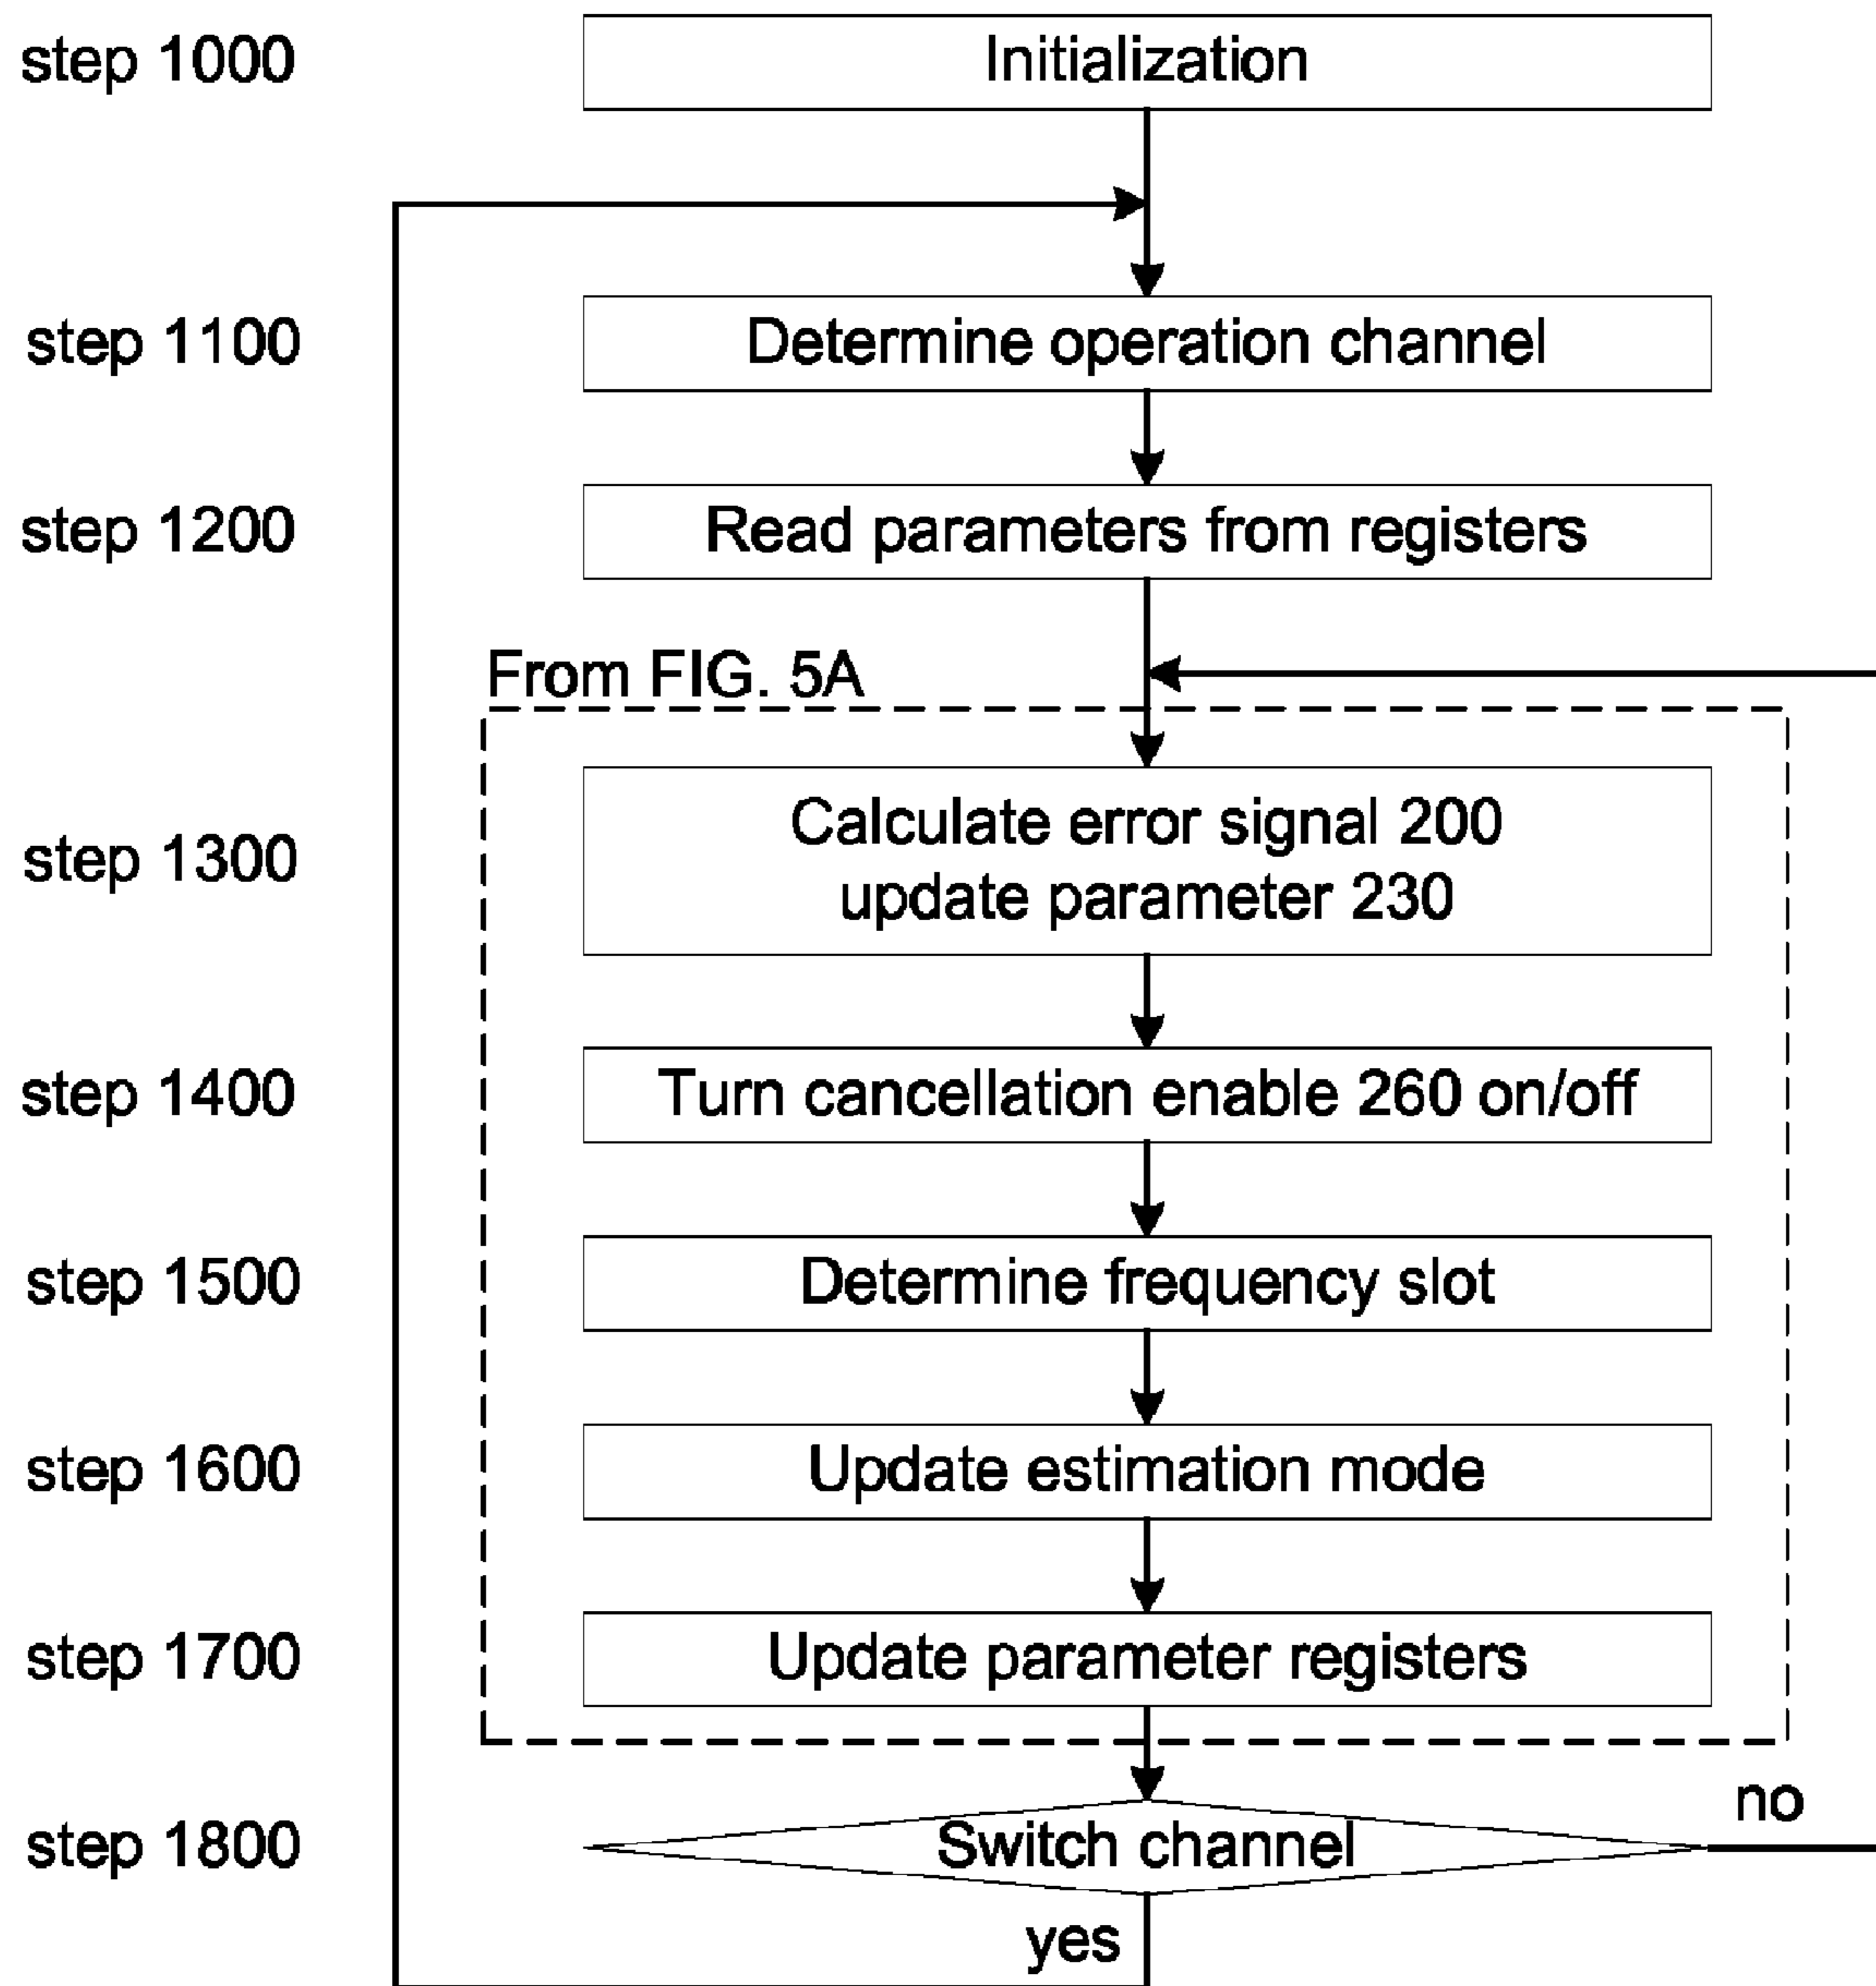 step 1000
Initialization
step 1100
Determine operation channel
step 1200
Read parameters from registers
From FIG. 5A
step 1300
Calculate error signal 200
update parameter 230
step 1400
Turn cancellation enable 260 on/off
step 1500
Determine frequency slot
step 1600
Update estimation mode
step 1700
Update parameter registers
step 1800
Switch channel
no
yes